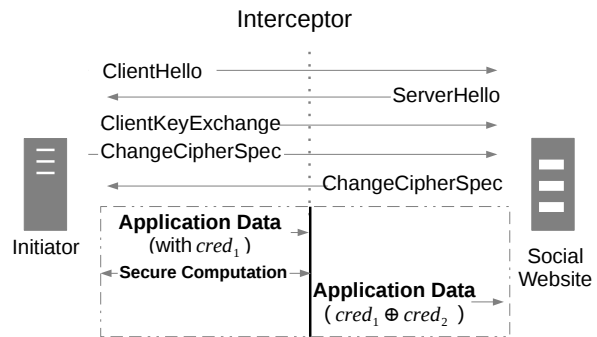 Interceptor
ClientHello
ServerHello
ClientKeyExchange
ChangeCipherSpec
ChangeCipherSpec
Initiator
Application Data
(with cred₁)
Secure Computation
Social
Website
Application Data
( cred₁ ⊕ cred₂ )